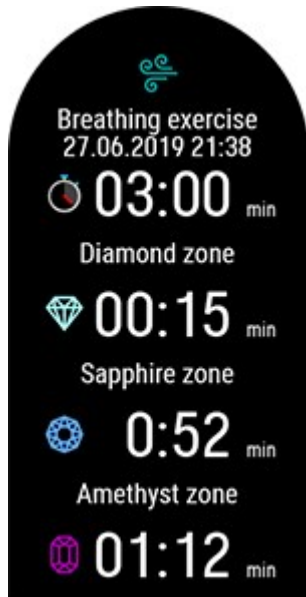 Breathing exercise
27.06.2019 21:38
03:00 min
Diamond zone
00:15 min
Sapphire zone
0:52 min
Amethyst zone
01:12 min